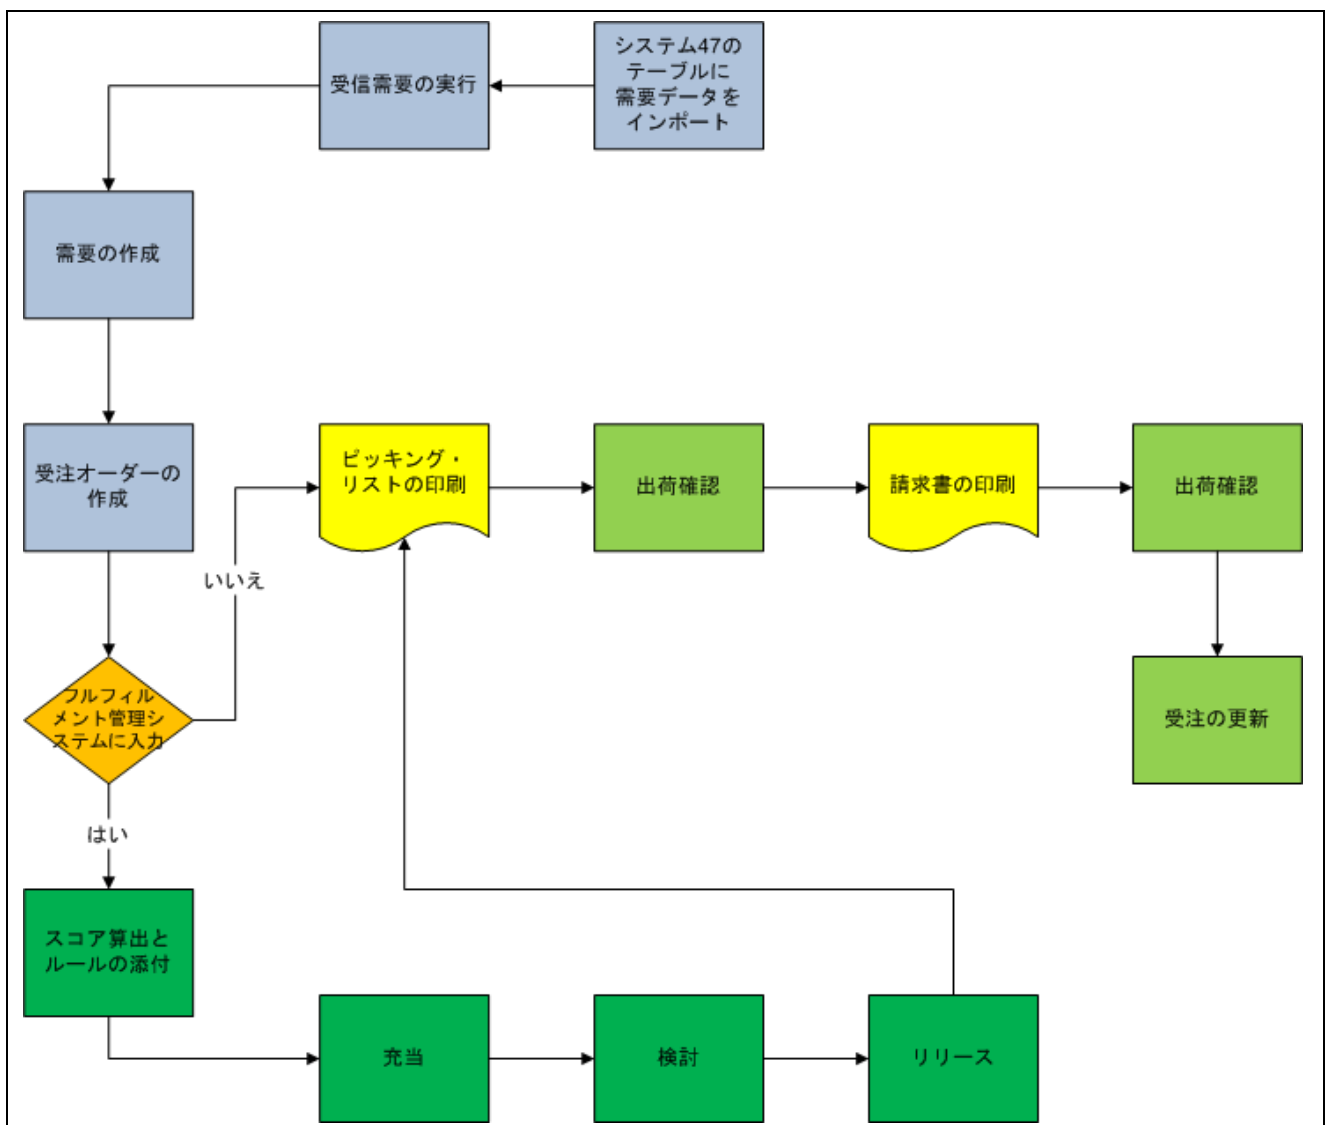 受信需要の実行
システム47の
テーブルに
需要データを
インポート
需要の作成
受注オーダーの
作成
ピッキング・
リストの印刷
出荷確認
請求書の印刷
出荷確認
いいえ
フルフィル
メント管理シ
ステムに入力
受注の更新
はい
スコア算出と
ルールの添付
充当
検討
リリース